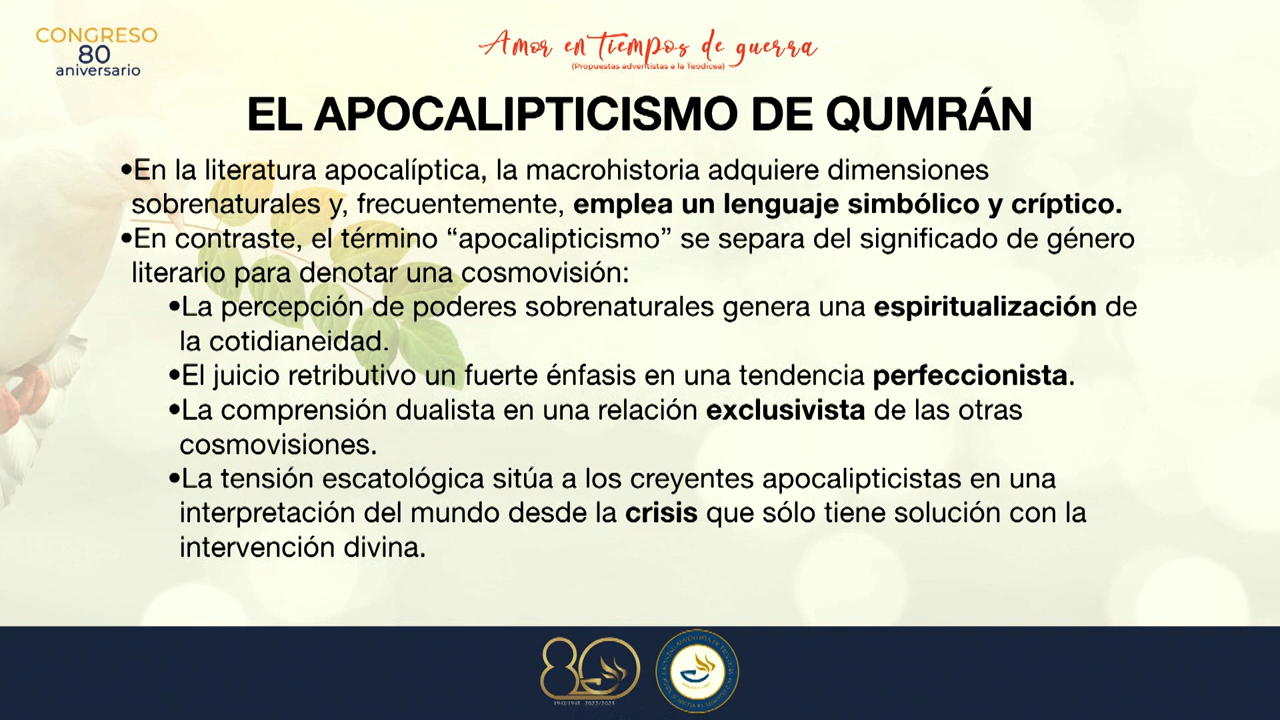 CONGRESO
80
aniversario
Amor en Tiempos de guerra
(Propuestas adventistas a la Teodicea)
EL APOCALIPTICISMO DE QUMRÁN
•En la literatura apocalíptica, la macrohistoria adquiere dimensiones
sobrenaturales y, frecuentemente, emplea un lenguaje simbólico y críptico.
•En contraste, el término “apocalipticismo” se separa del significado de género
literario para denotar una cosmovisión:
•La percepción de poderes sobrenaturales genera una espiritualización de
la cotidianeidad.
•El juicio retributivo un fuerte énfasis en una tendencia perfeccionista.
•La comprensión dualista en una relación exclusivista de las otras
cosmovisiones.
•La tensión escatológica sitúa a los creyentes apocalipticistas en una
interpretación del mundo desde la crisis que sólo tiene solución con la
intervención divina.
80